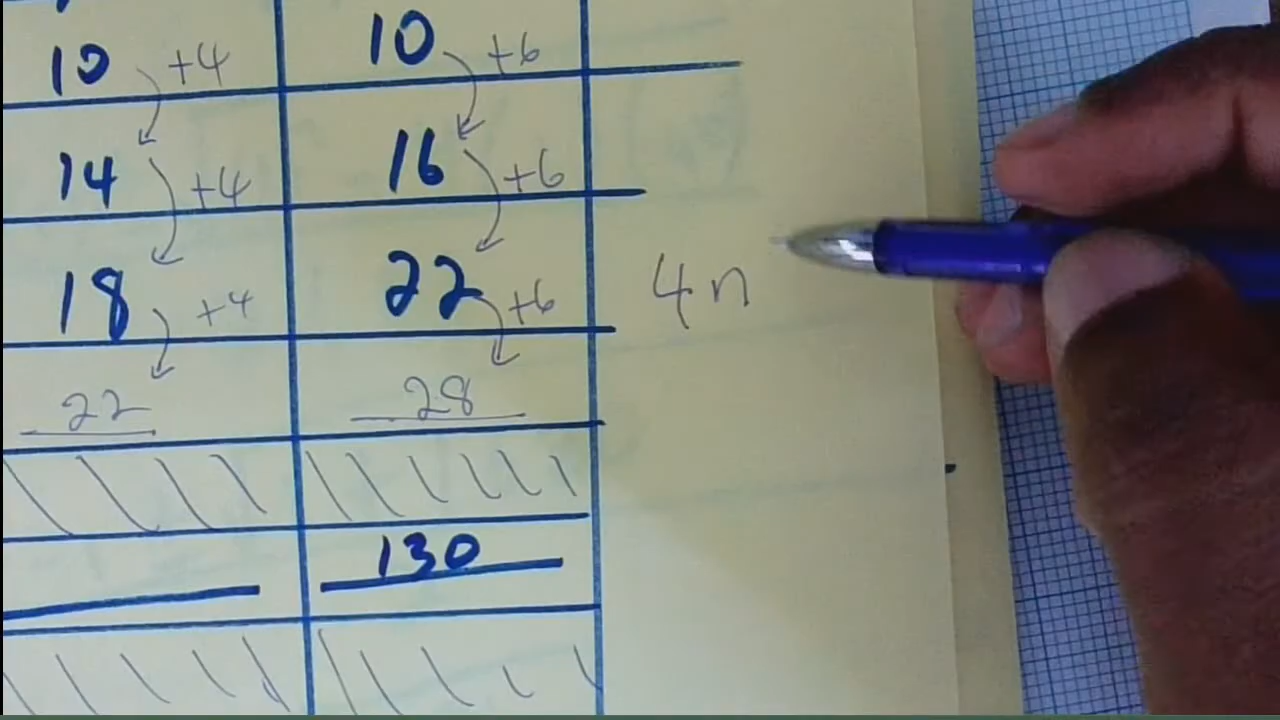 10 +4 10 +6
14 +4 16 +6
18 +4 22 +6 4n
22 28
130